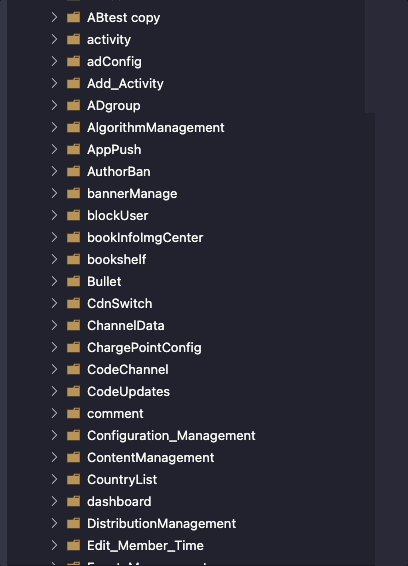 ABtest copy
activity
adConfig
Add_Activity
ADgroup
AlgorithmManagement
AppPush
AuthorBan
bannerManage
blockUser
bookInfoImgCenter
bookshelf
Bullet
CdnSwitch
ChannelData
ChargePointConfig
CodeChannel
CodeUpdates
comment
Configuration_Management
ContentManagement
CountryList
dashboard
DistributionManagement
Edit_Member_Time